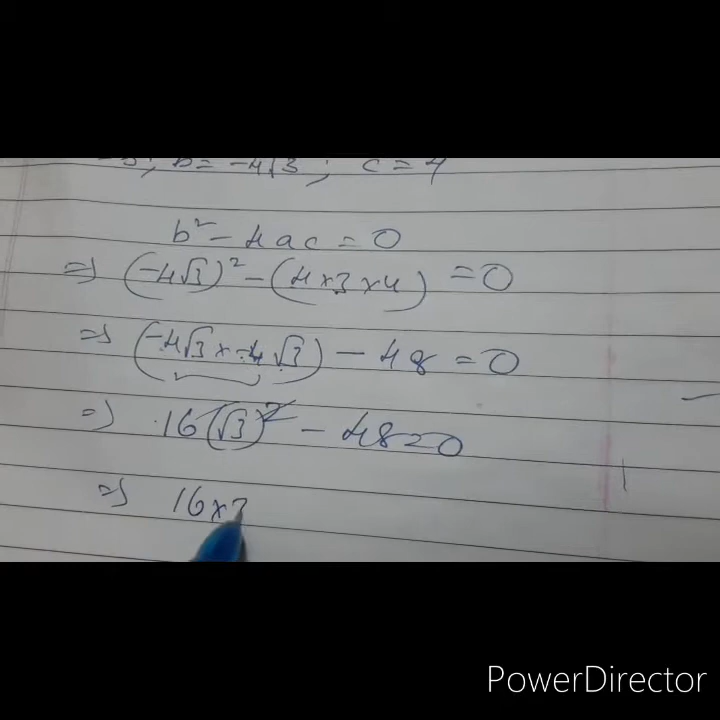 b = -4√3 ; c = 4
b² - 4ac = 0
⇒ (-4√3)² - (4×3×4) = 0
⇒ (-4√3 × -4√3) - 48 = 0
⇒ 16(√3)² - 48 = 0
⇒ 16×3
PowerDirector